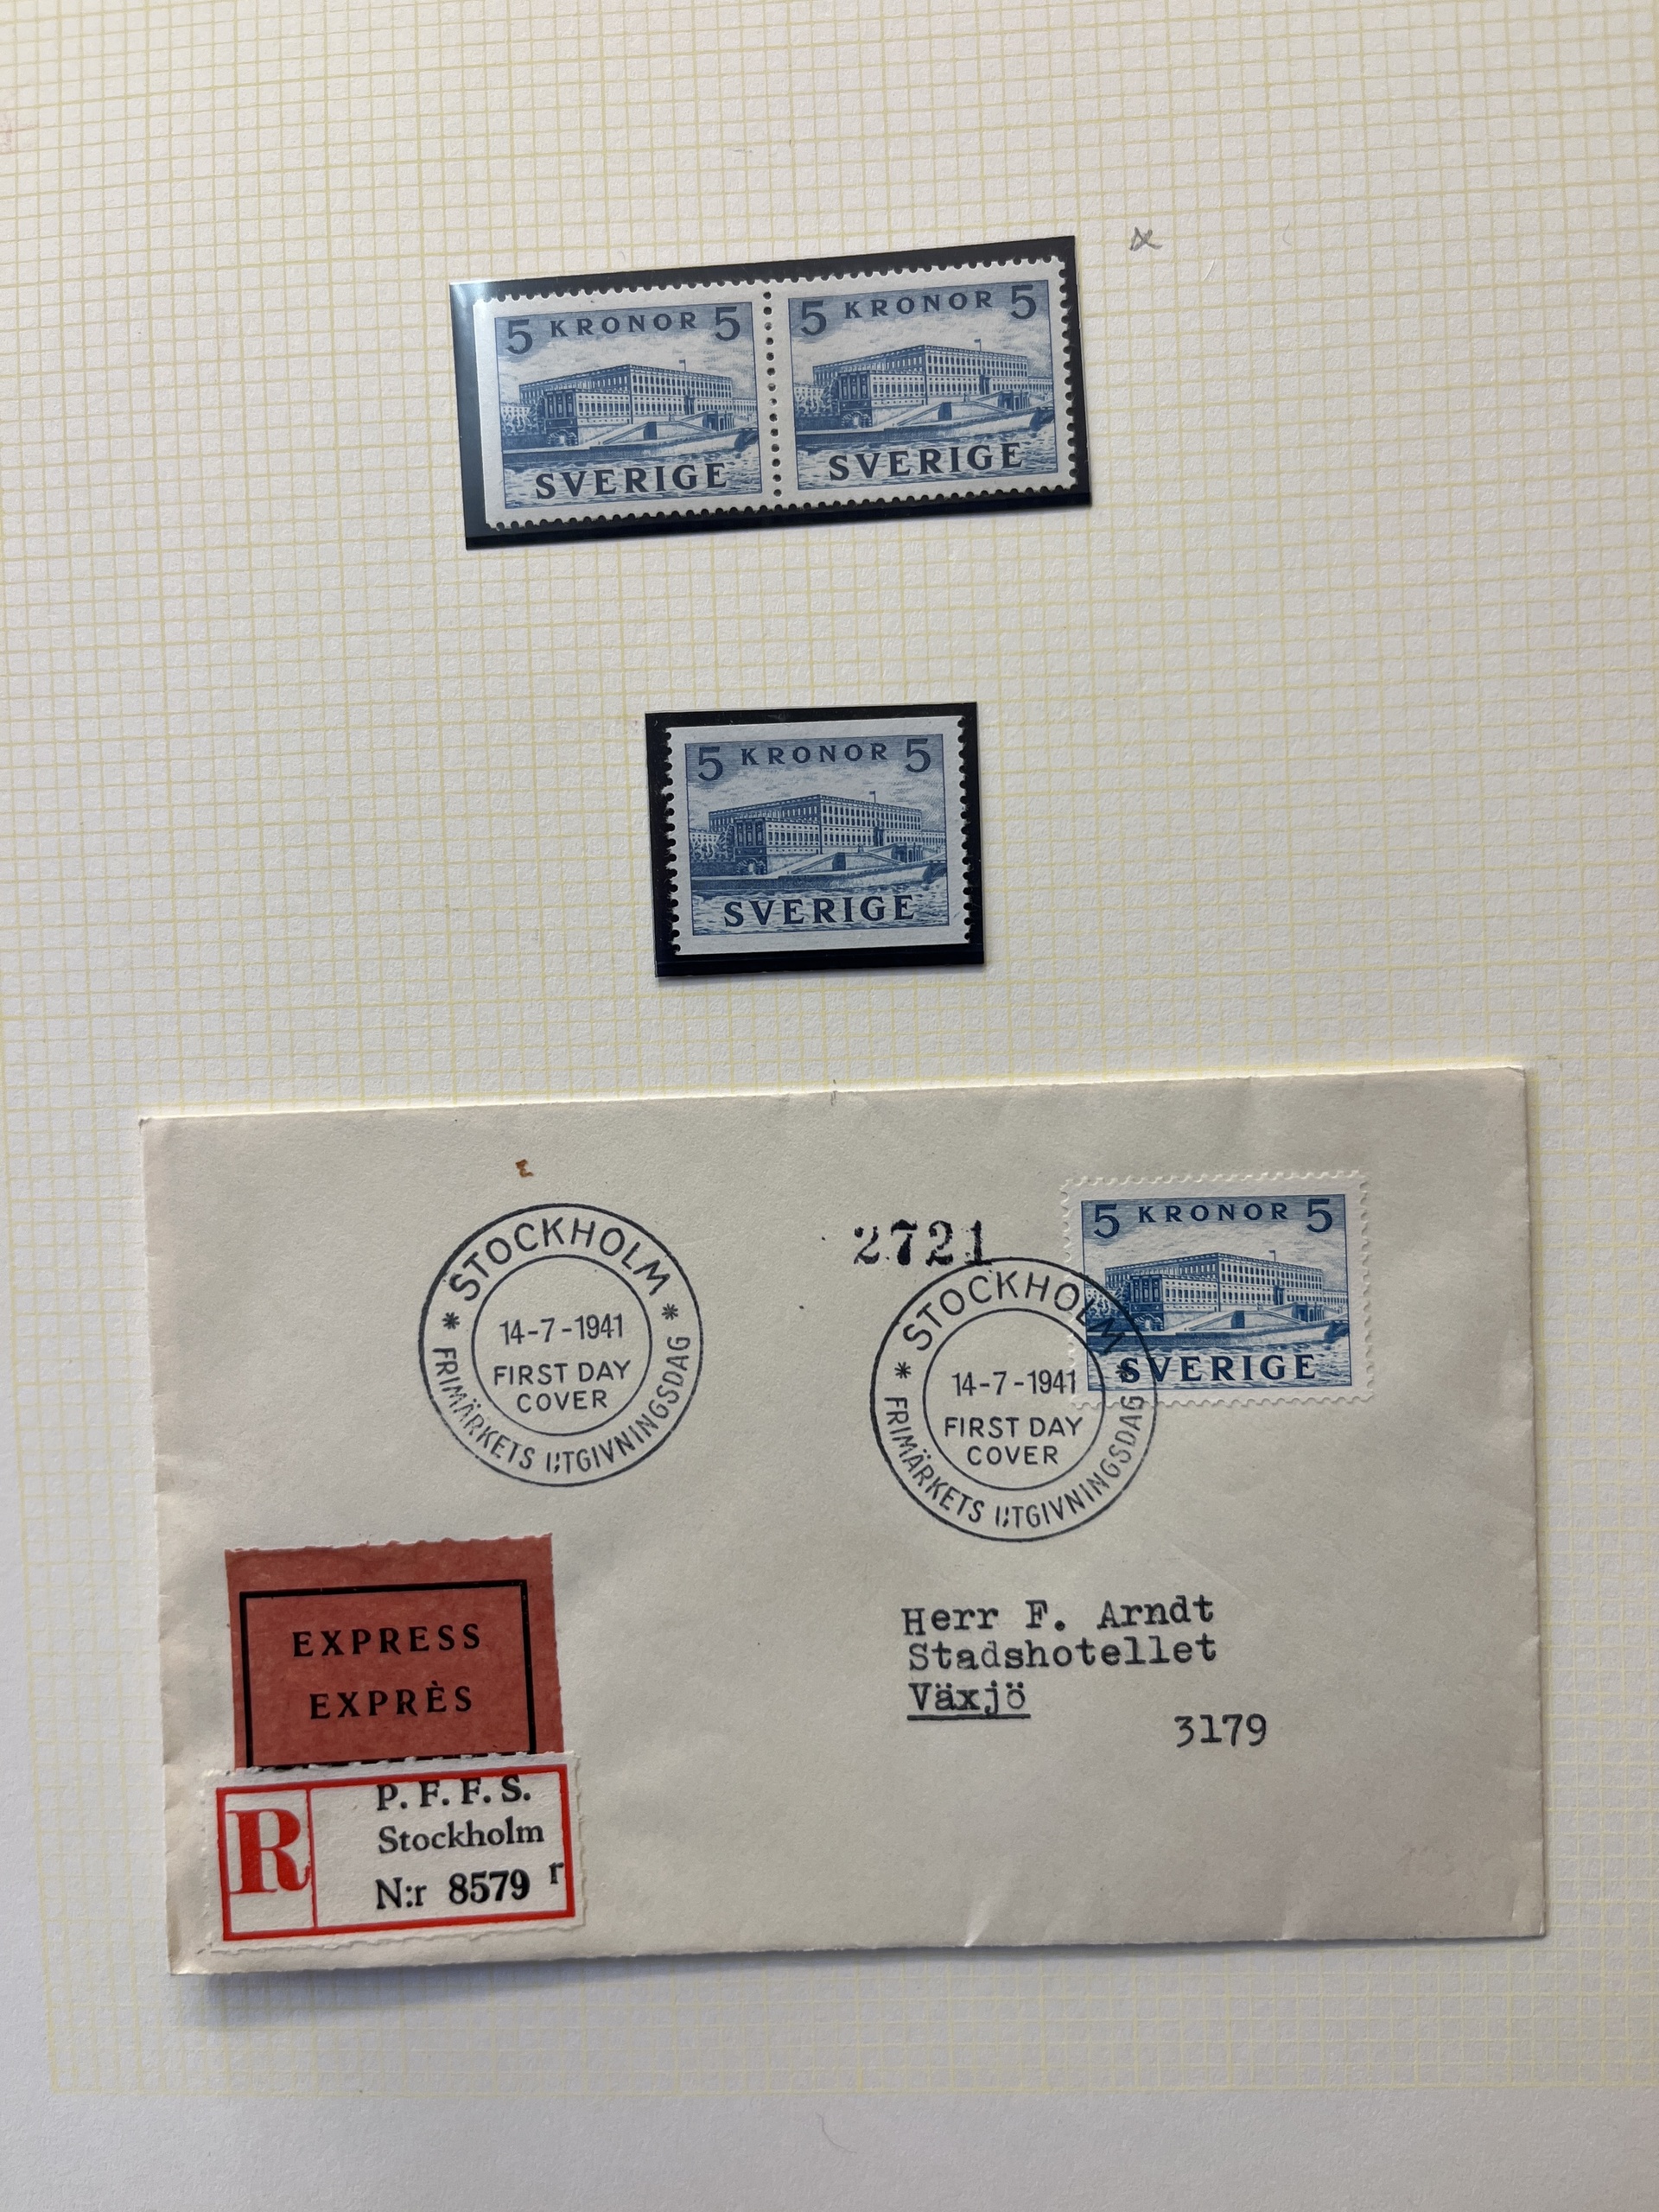 5 KRONOR 5
SVERIGE
5 KRONOR 5
SVERIGE
5 KRONOR 5
SVERIGE
5 KRONOR 5
SVERIGE
2721
STOCKHOLM
14-7-1941
FIRST DAY
COVER
FRIMÄRKETS UTGIVNINGSDAG
STOCKHOLM
14-7-1941
FIRST DAY
COVER
FRIMÄRKETS UTGIVNINGSDAG
EXPRESS
EXPRÈS
Herr F. Arndt
Stadshotellet
Växjö
3179
R
P. F. F. S.
Stockholm
N:r 8579 r